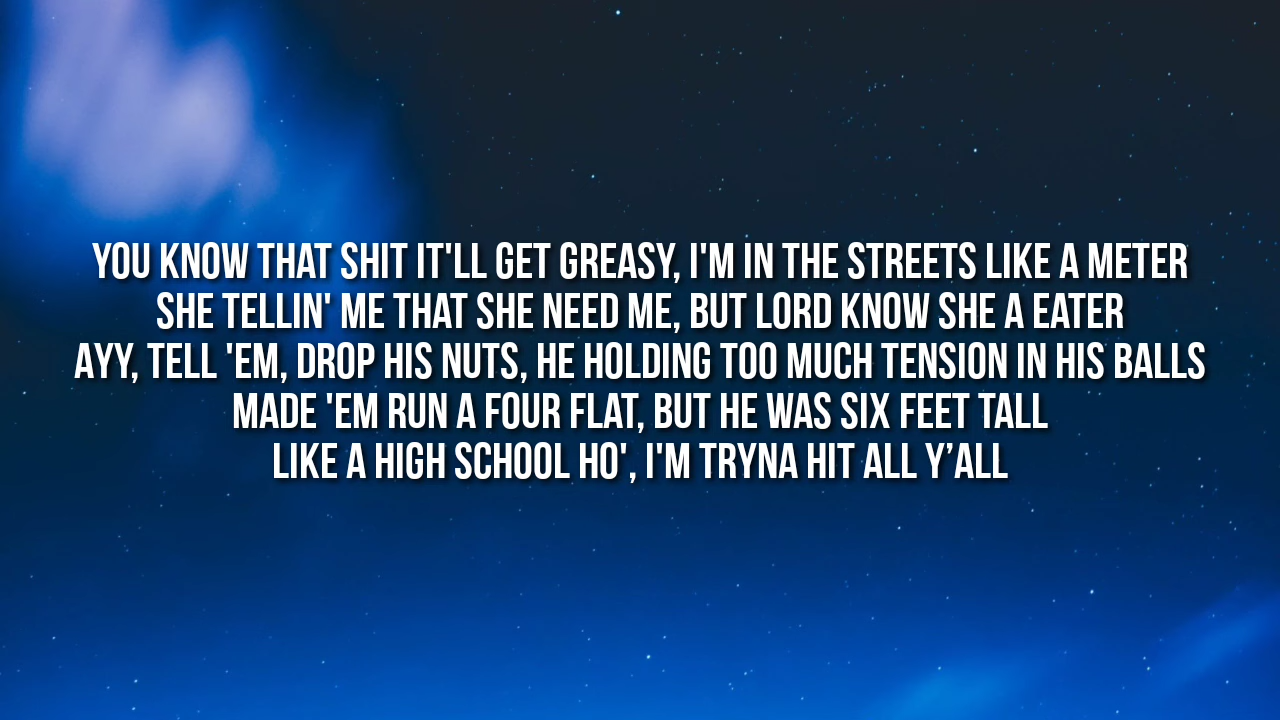 YOU KNOW THAT SHIT IT'LL GET GREASY, I'M IN THE STREETS LIKE A METER
SHE TELLIN' ME THAT SHE NEED ME, BUT LORD KNOW SHE A EATER
AYY, TELL 'EM, DROP HIS NUTS, HE HOLDING TOO MUCH TENSION IN HIS BALLS
MADE 'EM RUN A FOUR FLAT, BUT HE WAS SIX FEET TALL
LIKE A HIGH SCHOOL HO', I'M TRYNA HIT ALL Y’ALL